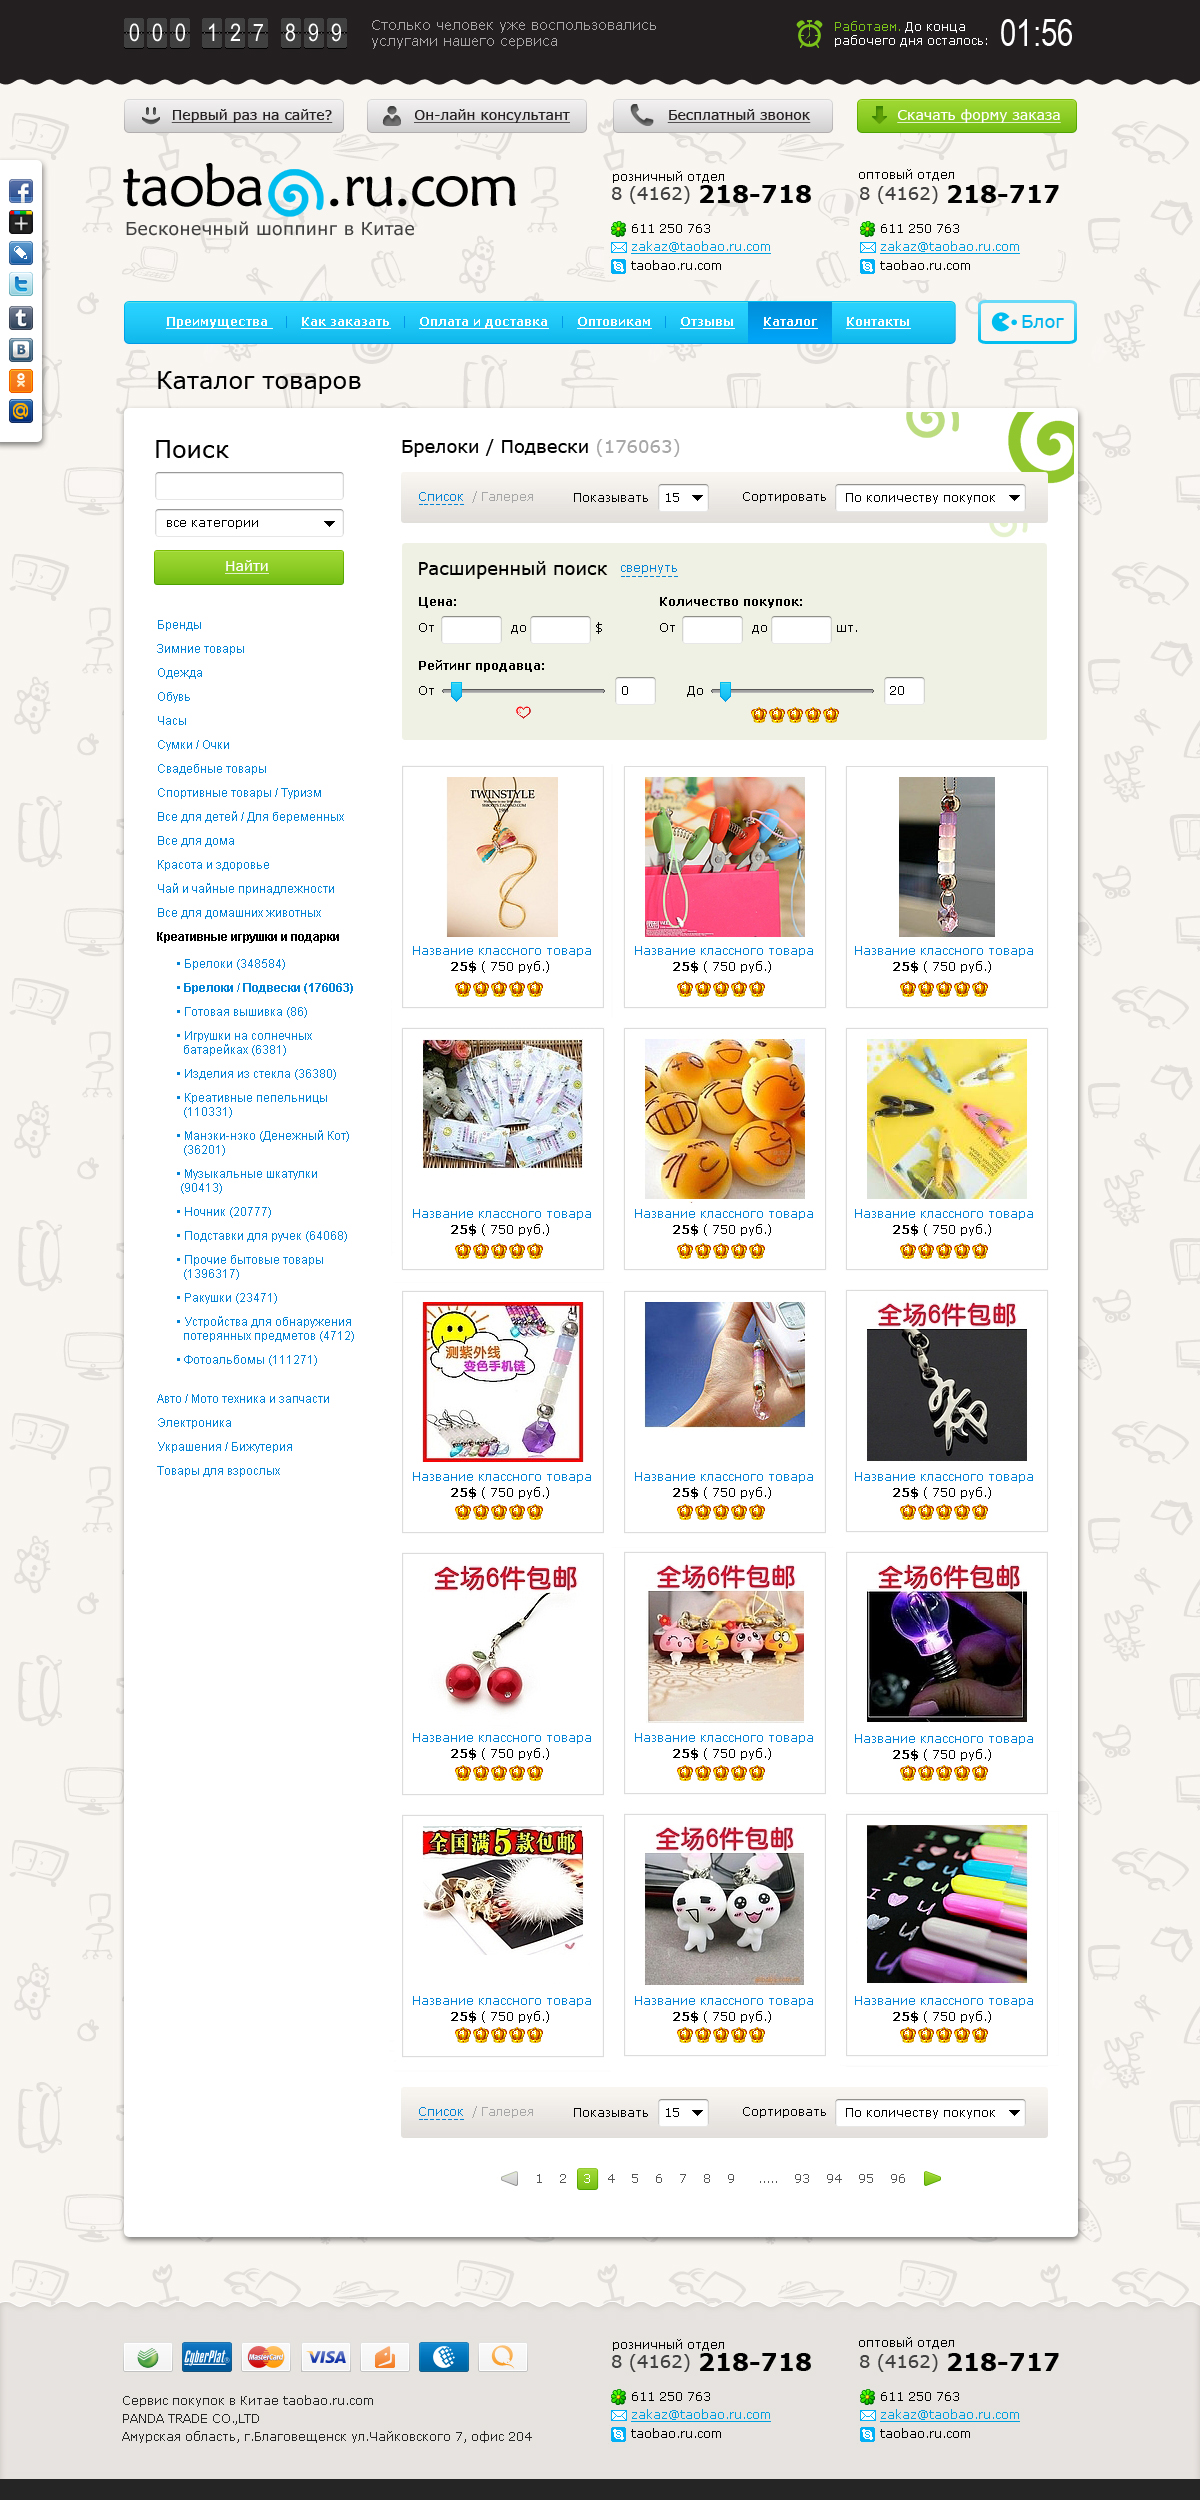 000 127 899
Столько человек уже воспользовались
услугами нашего сервиса
Работаем. До конца
рабочего дня осталось:
01:56
Первый раз на сайте?
Он-лайн консультант
Бесплатный звонок
Скачать форму заказа
taobao.ru.com
Бесконечный шоппинг в Китае
розничный отдел
8 (4162) 218-718
611 250 763
zakaz@taobao.ru.com
taobao.ru.com
оптовый отдел
8 (4162) 218-717
611 250 763
zakaz@taobao.ru.com
taobao.ru.com
Преимущества
Как заказать
Оплата и доставка
Оптовикам
Отзывы
Каталог
Контакты
Блог
Каталог товаров
Поиск
все категории
Найти
Бренды
Зимние товары
Одежда
Обувь
Часы
Сумки / Очки
Свадебные товары
Спортивные товары / Туризм
Все для детей / Для беременных
Все для дома
Красота и здоровье
Чай и чайные принадлежности
Все для домашних животных
Креативные игрушки и подарки
• Брелоки (348584)
• Брелоки / Подвески (176063)
• Готовая вышивка (86)
• Игрушки на солнечных
батарейках (6381)
• Изделия из стекла (36380)
• Креативные пепельницы
(110331)
• Манэки-нэко (Денежный Кот)
(36201)
• Музыкальные шкатулки
(90413)
• Ночник (20777)
• Подставки для ручек (64068)
• Прочие бытовые товары
(1396317)
• Ракушки (23471)
• Устройства для обнаружения
потерянных предметов (4712)
• Фотоальбомы (111271)
Авто / Мото техника и запчасти
Электроника
Украшения / Бижутерия
Товары для взрослых
Брелоки / Подвески (176063)
Список / Галерея
Показывать 15
Сортировать По количеству покупок
Расширенный поиск свернуть
Цена:
От до $
Количество покупок:
От до шт.
Рейтинг продавца:
От 0
До 20
TWINSTYLE
Название классного товара
25$ ( 750 руб.)
Название классного товара
25$ ( 750 руб.)
Название классного товара
25$ ( 750 руб.)
Название классного товара
25$ ( 750 руб.)
Название классного товара
25$ ( 750 руб.)
Название классного товара
25$ ( 750 руб.)
测紫外线
变色手机链
Название классного товара
25$ ( 750 руб.)
Название классного товара
25$ ( 750 руб.)
全场6件包邮
Название классного товара
25$ ( 750 руб.)
全场6件包邮
Название классного товара
25$ ( 750 руб.)
全场6件包邮
Название классного товара
25$ ( 750 руб.)
全场6件包邮
Название классного товара
25$ ( 750 руб.)
全国满5款包邮
Название классного товара
25$ ( 750 руб.)
全场6件包邮
Название классного товара
25$ ( 750 руб.)
Название классного товара
25$ ( 750 руб.)
Список / Галерея
Показывать 15
Сортировать По количеству покупок
1 2 3 4 5 6 7 8 9 ..... 93 94 95 96
CyberPlat
MasterCard
VISA
Сервис покупок в Китае taobao.ru.com
PANDA TRADE CO.,LTD
Амурская область, г.Благовещенск ул.Чайковского 7, офис 204
розничный отдел
8 (4162) 218-718
611 250 763
zakaz@taobao.ru.com
taobao.ru.com
оптовый отдел
8 (4162) 218-717
611 250 763
zakaz@taobao.ru.com
taobao.ru.com